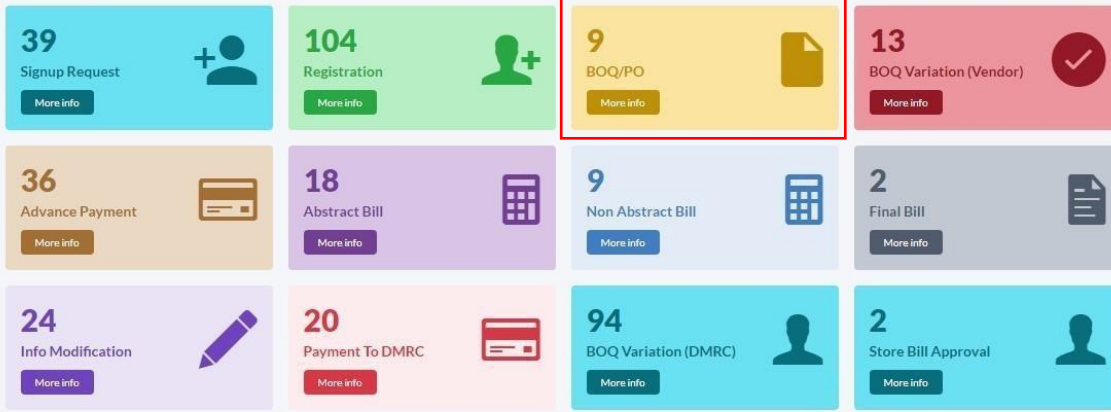 39
Signup Request
More info
104
Registration
More info
9
BOQ/PO
More info
13
BOQ Variation (Vendor)
More info
36
Advance Payment
More info
18
Abstract Bill
More info
9
Non Abstract Bill
More info
2
Final Bill
More info
24
Info Modification
More info
20
Payment To DMRC
More info
94
BOQ Variation (DMRC)
More info
2
Store Bill Approval
More info